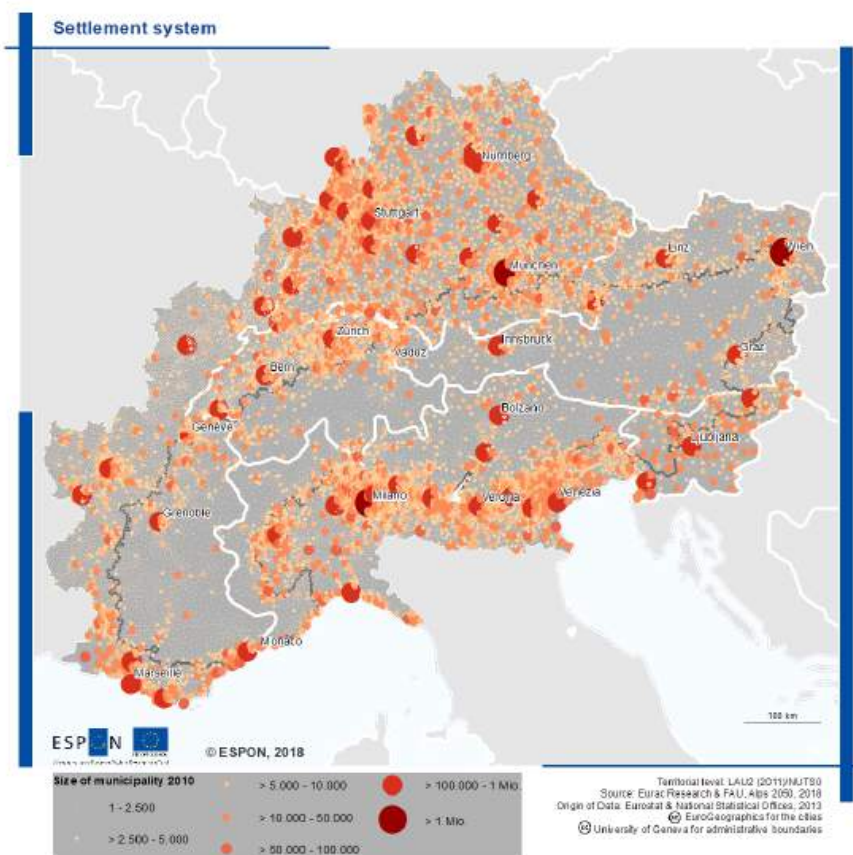 Settlement system
Nürnberg
Stuttgart
Linz
Wien
München
Zürich
Vaduz
Innsbruck
Graz
Bern
Bolzano
Genève
Ljubljana
Milano
Verona
Venezia
Grenoble
Monaco
Marseille
100 km
ESPON
© ESPON, 2018
Size of municipality 2010
1 - 2.500
> 2.500 - 5.000
> 5.000 - 10.000
> 10.000 - 50.000
> 50.000 - 100.000
> 100.000 - 1 Mio.
> 1 Mio.
Territorial level: LAU2 (2011)/NUTS0
Source: Eurac Research & FAU, Alps 2050, 2018
Origin of Data: Eurostat & National Statistical Offices, 2013
EuroGeographics for the cities
University of Geneva for administrative boundaries